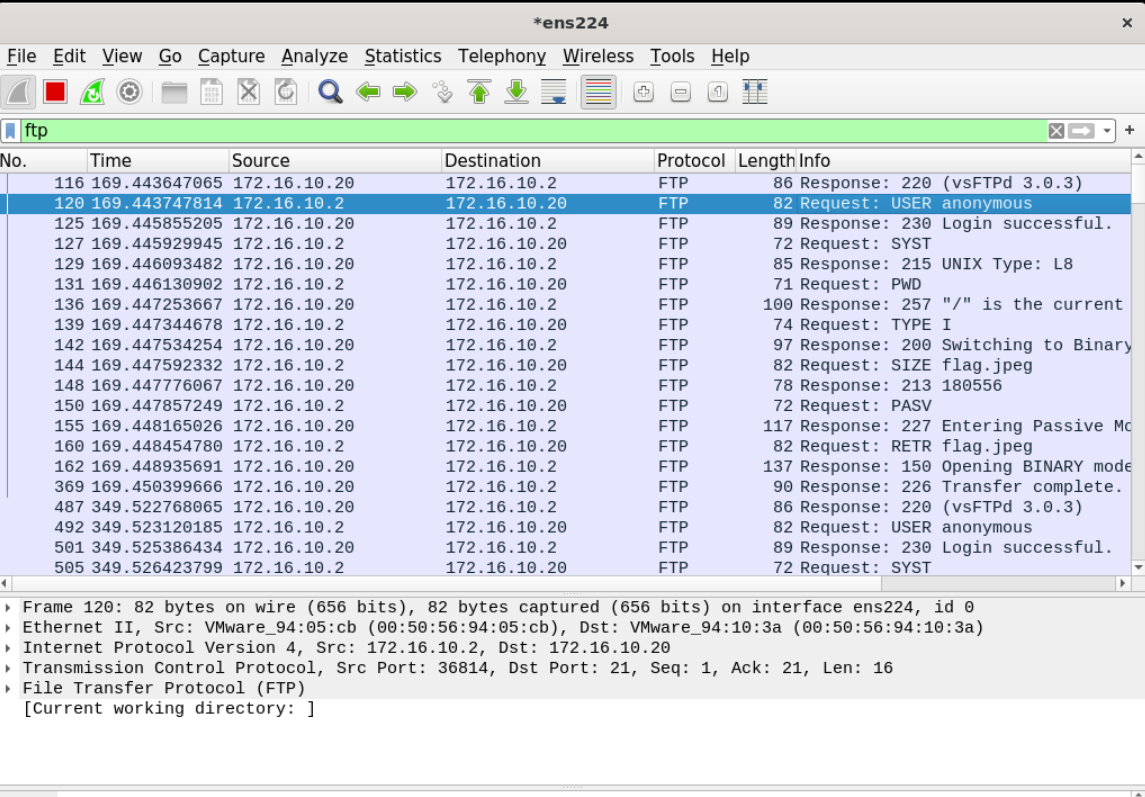 *ens224 ×
File Edit View Go Capture Analyze Statistics Telephony Wireless Tools Help
ftp
No. Time Source Destination Protocol Length Info
116 169.443647065 172.16.10.20 172.16.10.2 FTP 86 Response: 220 (vsFTPd 3.0.3)
120 169.443747814 172.16.10.2 172.16.10.20 FTP 82 Request: USER anonymous
125 169.445855205 172.16.10.20 172.16.10.2 FTP 89 Response: 230 Login successful.
127 169.445929945 172.16.10.2 172.16.10.20 FTP 72 Request: SYST
129 169.446093482 172.16.10.20 172.16.10.2 FTP 85 Response: 215 UNIX Type: L8
131 169.446130902 172.16.10.2 172.16.10.20 FTP 71 Request: PWD
136 169.447253667 172.16.10.20 172.16.10.2 FTP 100 Response: 257 "/" is the current
139 169.447344678 172.16.10.2 172.16.10.20 FTP 74 Request: TYPE I
142 169.447534254 172.16.10.20 172.16.10.2 FTP 97 Response: 200 Switching to Binary
144 169.447592332 172.16.10.2 172.16.10.20 FTP 82 Request: SIZE flag.jpeg
148 169.447776067 172.16.10.20 172.16.10.2 FTP 78 Response: 213 180556
150 169.447857249 172.16.10.2 172.16.10.20 FTP 72 Request: PASV
155 169.448165026 172.16.10.20 172.16.10.2 FTP 117 Response: 227 Entering Passive Mo
160 169.448454780 172.16.10.2 172.16.10.20 FTP 82 Request: RETR flag.jpeg
162 169.448935691 172.16.10.20 172.16.10.2 FTP 137 Response: 150 Opening BINARY mode
369 169.450399666 172.16.10.20 172.16.10.2 FTP 90 Response: 226 Transfer complete.
487 349.522768065 172.16.10.20 172.16.10.2 FTP 86 Response: 220 (vsFTPd 3.0.3)
492 349.523120185 172.16.10.2 172.16.10.20 FTP 82 Request: USER anonymous
501 349.525386434 172.16.10.20 172.16.10.2 FTP 89 Response: 230 Login successful.
505 349.526423799 172.16.10.2 172.16.10.20 FTP 72 Request: SYST
Frame 120: 82 bytes on wire (656 bits), 82 bytes captured (656 bits) on interface ens224, id 0
Ethernet II, Src: VMware_94:05:cb (00:50:56:94:05:cb), Dst: VMware_94:10:3a (00:50:56:94:10:3a)
Internet Protocol Version 4, Src: 172.16.10.2, Dst: 172.16.10.20
Transmission Control Protocol, Src Port: 36814, Dst Port: 21, Seq: 1, Ack: 21, Len: 16
File Transfer Protocol (FTP)
[Current working directory: ]